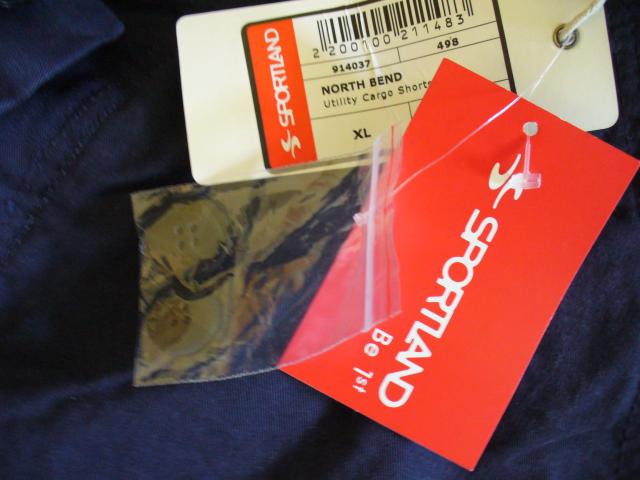 SPORTLAND
2 200100 211483
914037 498
NORTH BEND
Utility Cargo Shorts
XL
SPORTLAND
Be 1st